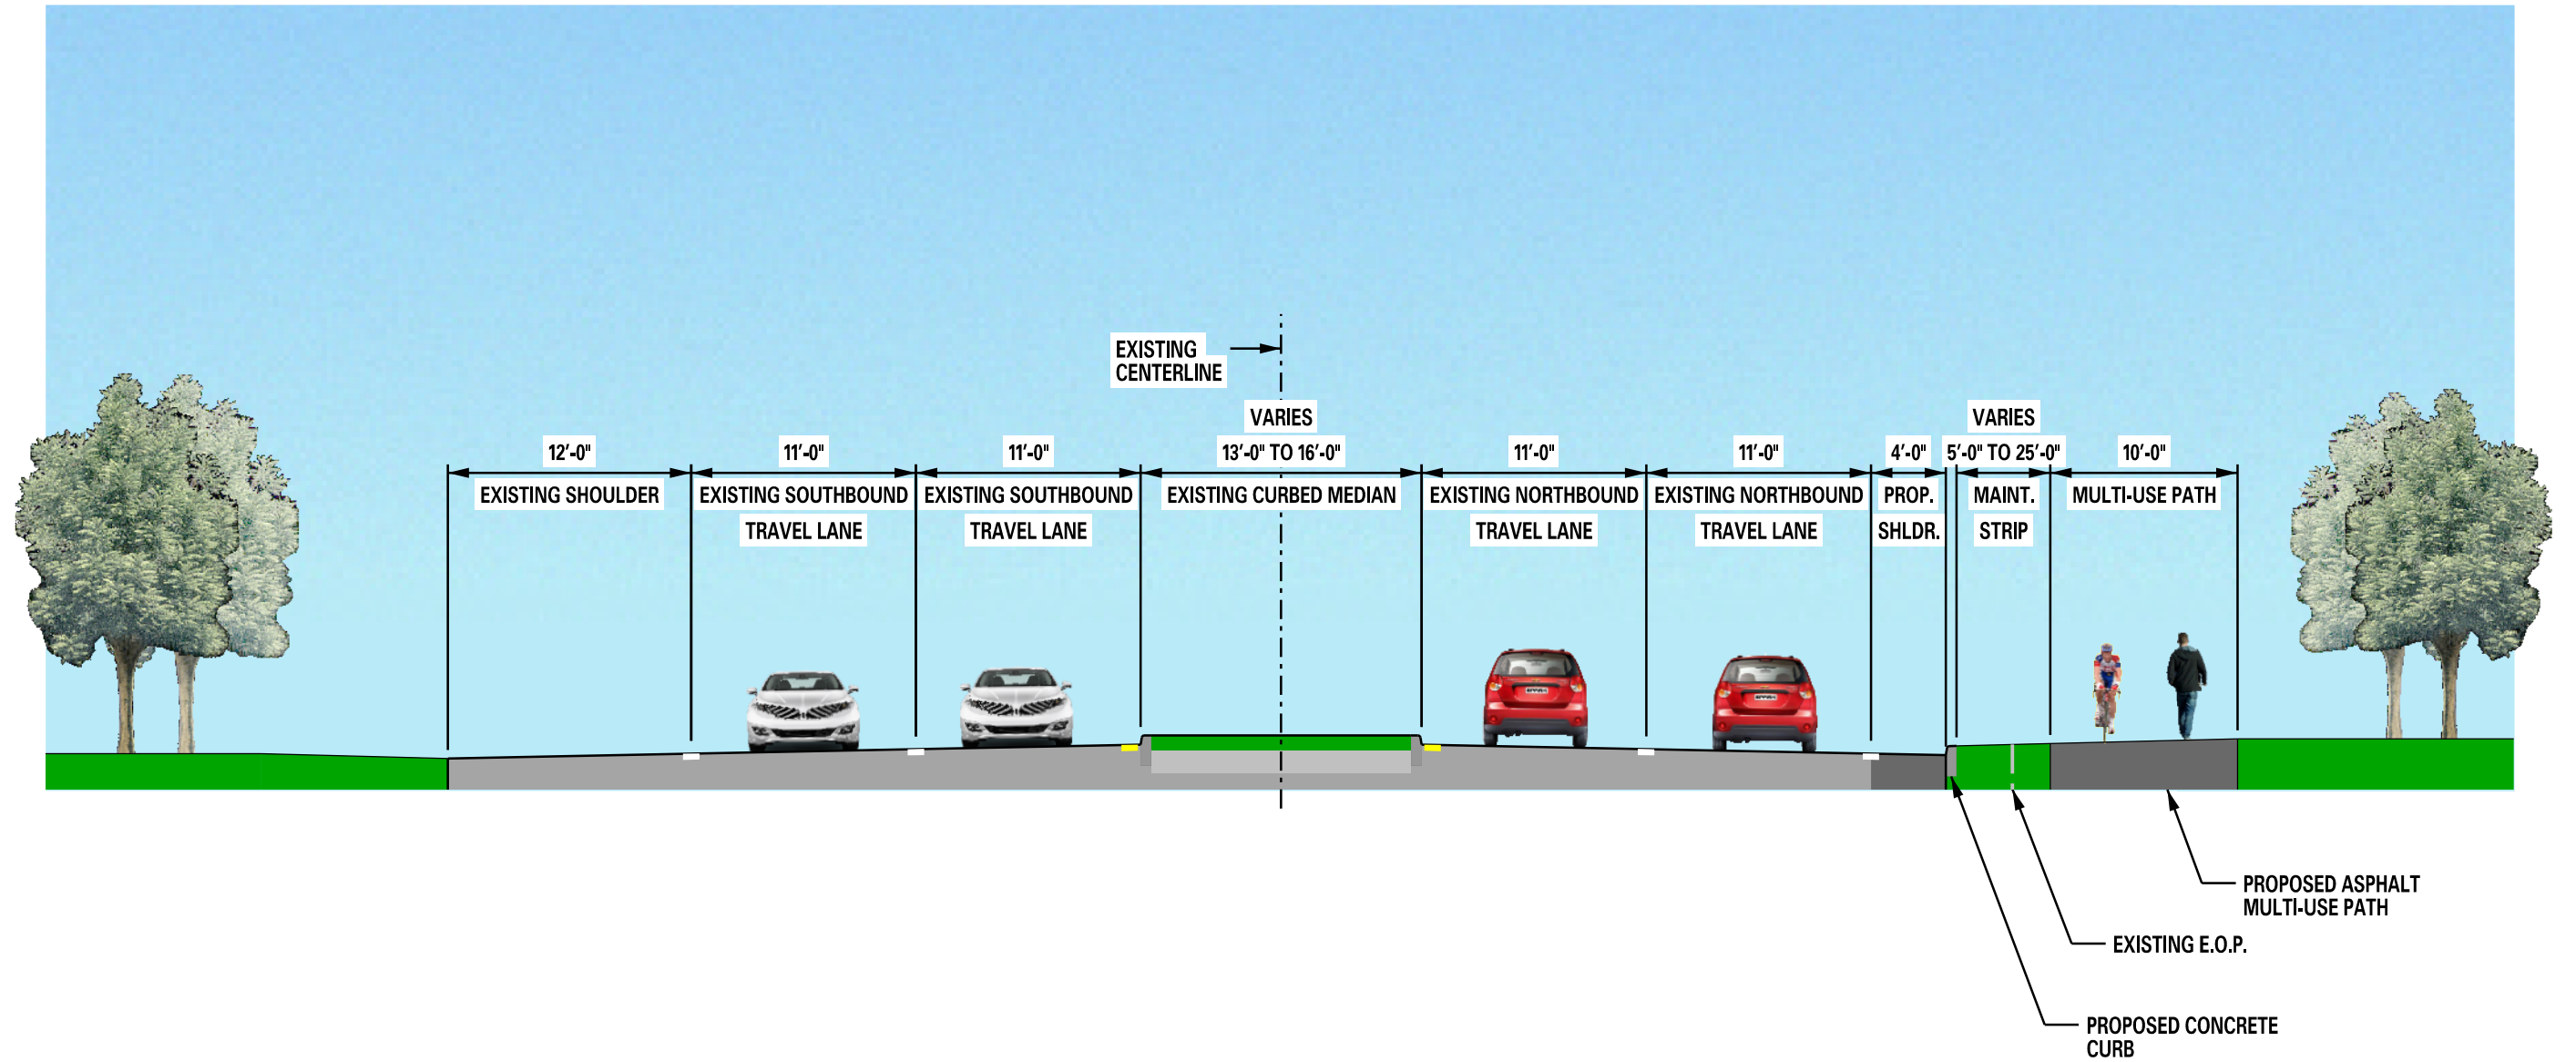 EXISTING
CENTERLINE
VARIES
VARIES
12'-0"
11'-0"
11'-0"
13'-0" TO 16'-0"
11'-0"
11'-0"
4'-0"
5'-0" TO 25'-0"
10'-0"
EXISTING SHOULDER
EXISTING SOUTHBOUND
TRAVEL LANE
EXISTING SOUTHBOUND
TRAVEL LANE
EXISTING CURBED MEDIAN
EXISTING NORTHBOUND
TRAVEL LANE
EXISTING NORTHBOUND
TRAVEL LANE
PROP.
SHLDR.
MAINT.
STRIP
MULTI-USE PATH
PROPOSED ASPHALT
MULTI-USE PATH
EXISTING E.O.P.
PROPOSED CONCRETE
CURB